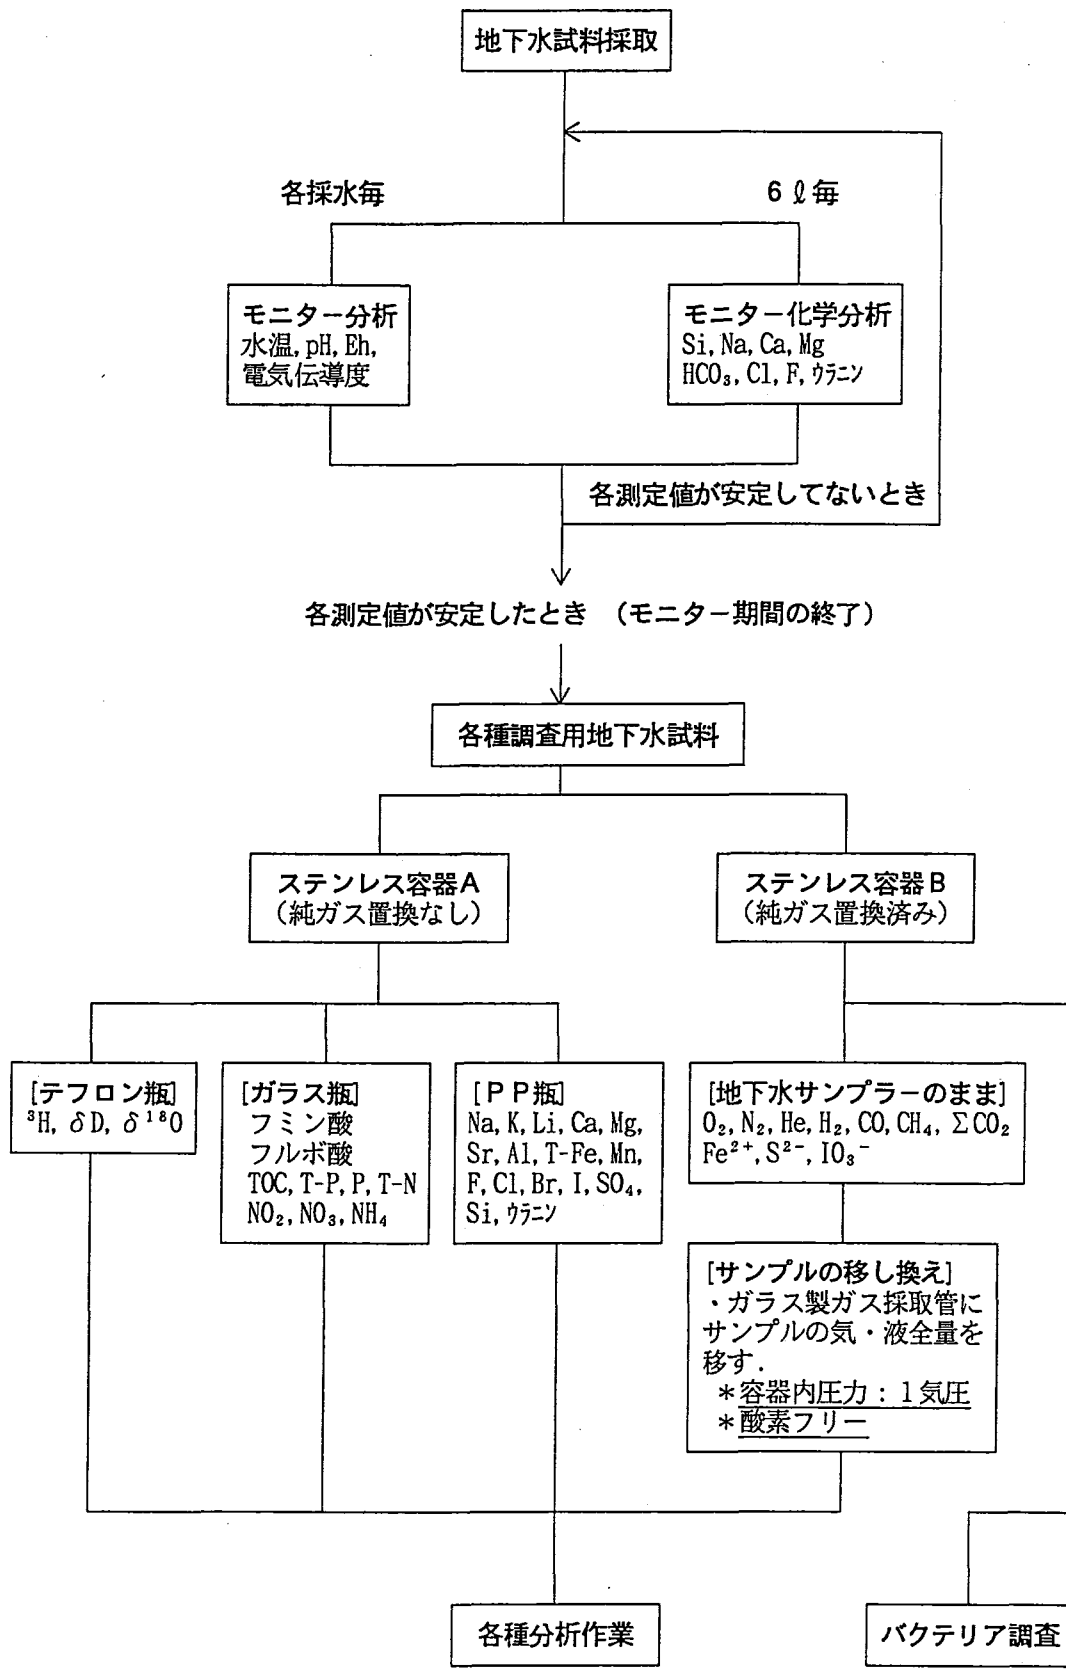 地下水試料採取
各採水毎
6ℓ毎
モニター分析
水温, pH, Eh,
電気伝導度
モニター化学分析
Si, Na, Ca, Mg
HCO₃, Cl, F, ウラニン
各測定値が安定してないとき
各測定値が安定したとき (モニター期間の終了)
各種調査用地下水試料
ステンレス容器A
(純ガス置換なし)
ステンレス容器B
(純ガス置換済み)
[テフロン瓶]
³H, δD, δ¹⁸O
[ガラス瓶]
フミン酸
フルボ酸
TOC, T-P, P, T-N
NO₂, NO₃, NH₄
[PP瓶]
Na, K, Li, Ca, Mg,
Sr, Al, T-Fe, Mn,
F, Cl, Br, I, SO₄,
Si, ウラニン
[地下水サンプラーのまま]
O₂, N₂, He, H₂, CO, CH₄, ΣCO₂
Fe²⁺, S²⁻, IO₃⁻
[サンプルの移し換え]
・ガラス製ガス採取管に
サンプルの気・液全量を
移す.
*容器内圧力:1気圧
*酸素フリー
各種分析作業
バクテリア調査